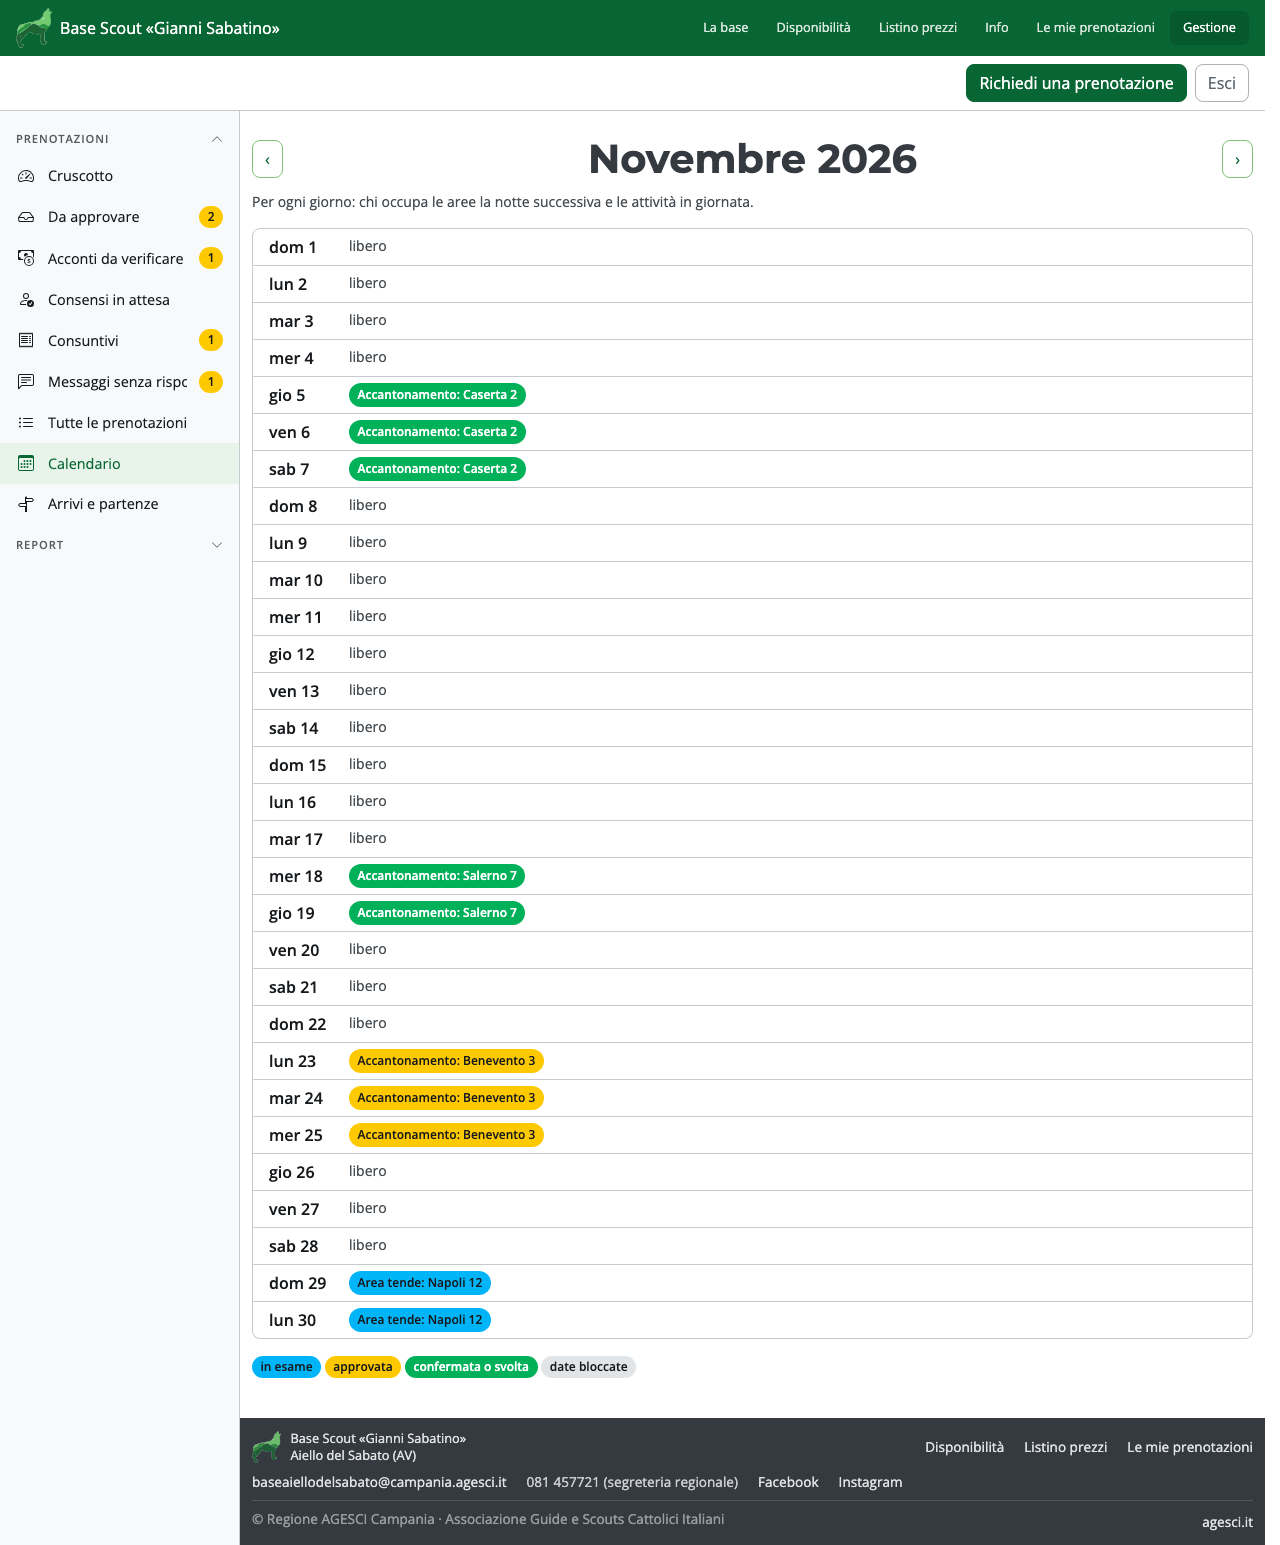 Base Scout «Gianni Sabatino»
La base
Disponibilità
Listino prezzi
Info
Le mie prenotazioni
Gestione
Richiedi una prenotazione
Esci
PRENOTAZIONI
Cruscotto
Da approvare 2
Acconti da verificare 1
Consensi in attesa
Consuntivi 1
Messaggi senza rispo 1
Tutte le prenotazioni
Calendario
Arrivi e partenze
REPORT
‹
Novembre 2026
›
Per ogni giorno: chi occupa le aree la notte successiva e le attività in giornata.
dom 1 libero
lun 2 libero
mar 3 libero
mer 4 libero
gio 5 Accantonamento: Caserta 2
ven 6 Accantonamento: Caserta 2
sab 7 Accantonamento: Caserta 2
dom 8 libero
lun 9 libero
mar 10 libero
mer 11 libero
gio 12 libero
ven 13 libero
sab 14 libero
dom 15 libero
lun 16 libero
mar 17 libero
mer 18 Accantonamento: Salerno 7
gio 19 Accantonamento: Salerno 7
ven 20 libero
sab 21 libero
dom 22 libero
lun 23 Accantonamento: Benevento 3
mar 24 Accantonamento: Benevento 3
mer 25 Accantonamento: Benevento 3
gio 26 libero
ven 27 libero
sab 28 libero
dom 29 Area tende: Napoli 12
lun 30 Area tende: Napoli 12
in esame approvata confermata o svolta date bloccate
Base Scout «Gianni Sabatino»
Aiello del Sabato (AV)
Disponibilità
Listino prezzi
Le mie prenotazioni
baseaiellodelsabato@campania.agesci.it
081 457721 (segreteria regionale)
Facebook
Instagram
© Regione AGESCI Campania · Associazione Guide e Scouts Cattolici Italiani
agesci.it